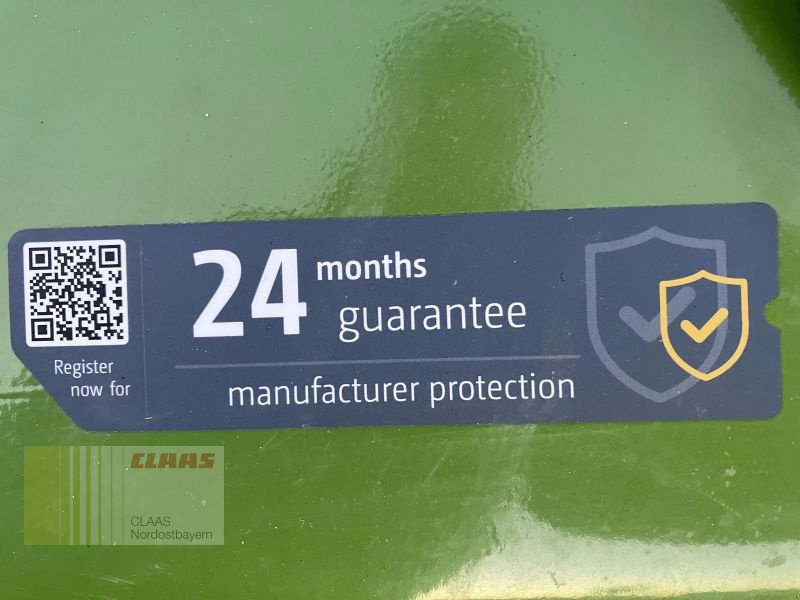 24 months
guarantee
manufacturer protection
Register
now for
CLAAS
CLAAS
Nordostbayern